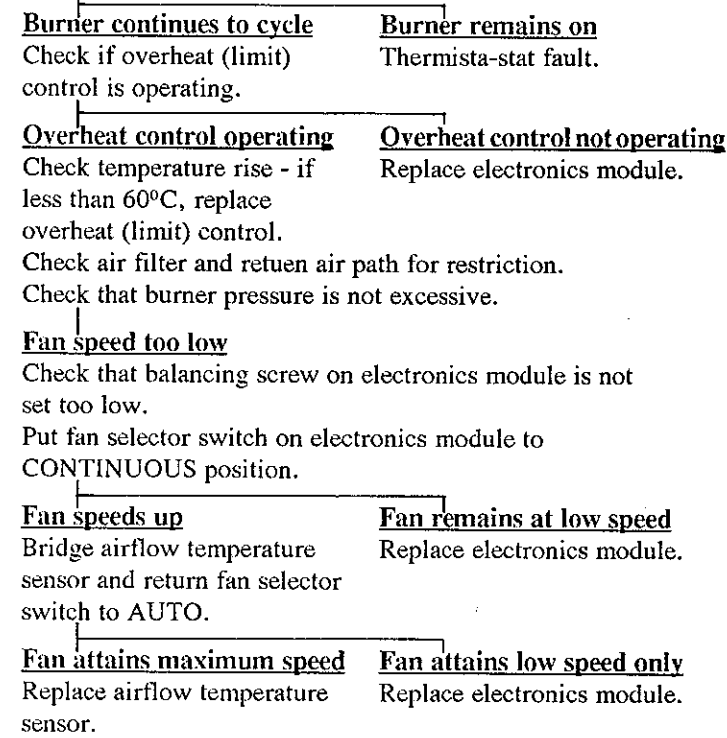 Burner continues to cycle
Check if overheat (limit)
control is operating.
Burner remains on
Thermista-stat fault.
Overheat control operating
Check temperature rise - if
less than 60ºC, replace
overheat (limit) control.
Overheat control not operating
Replace electronics module.
Check air filter and retuen air path for restriction.
Check that burner pressure is not excessive.
Fan speed too low
Check that balancing screw on electronics module is not
set too low.
Put fan selector switch on electronics module to
CONTINUOUS position.
Fan speeds up
Bridge airflow temperature
sensor and return fan selector
switch to AUTO.
Fan remains at low speed
Replace electronics module.
Fan attains maximum speed
Replace airflow temperature
sensor.
Fan attains low speed only
Replace electronics module.